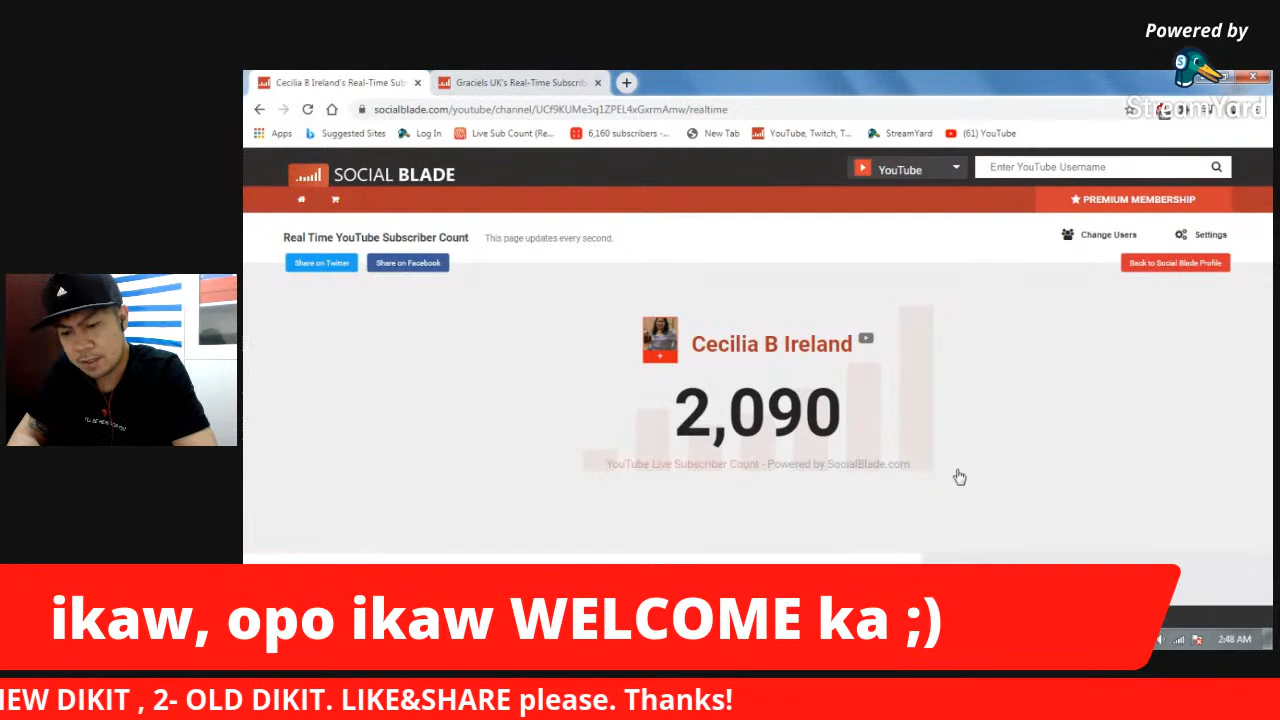 Powered by
StreamYard
Cecilia B Ireland's Real-Time Sub
Graciels UK's Real-Time Subscrib
socialblade.com/youtube/channel/UCf9KUMe3q1ZPEL4xGxrmAmw/realtime
Apps Suggested Sites Log In Live Sub Count (Re... 6,160 subscribers -... New Tab YouTube, Twitch, T... StreamYard (61) YouTube
SOCIAL BLADE
YouTube
Enter YouTube Username
PREMIUM MEMBERSHIP
Real Time YouTube Subscriber Count This page updates every second.
Change Users Settings
Share on Twitter Share on Facebook
Back to Social Blade Profile
Cecilia B Ireland
2,090
YouTube Live Subscriber Count - Powered by SocialBlade.com
ikaw, opo ikaw WELCOME ka ;)
2:48 AM
NEW DIKIT , 2- OLD DIKIT. LIKE&SHARE please. Thanks!